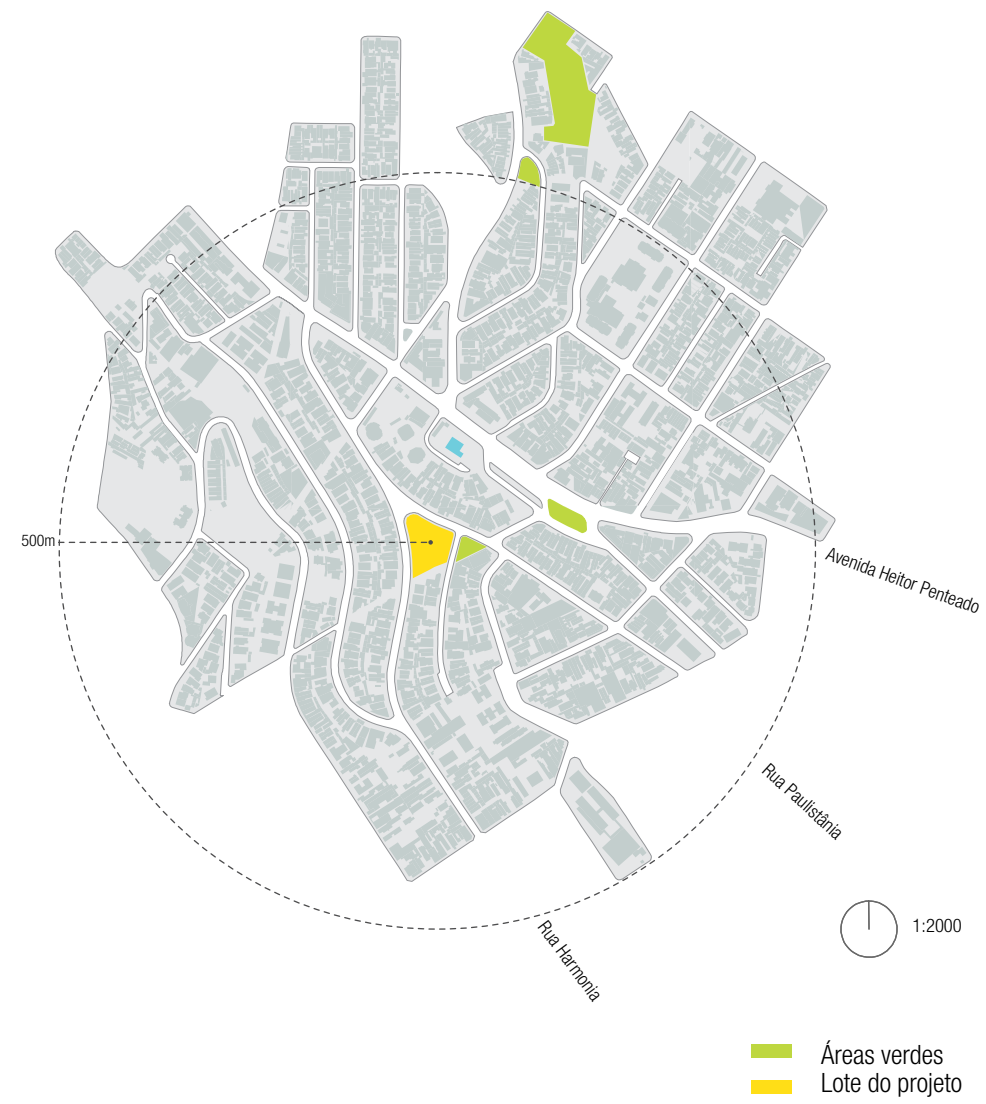 500m
Avenida Heitor Penteado
Rua Paulistânia
Rua Harmonia
1:2000
Áreas verdes
Lote do projeto